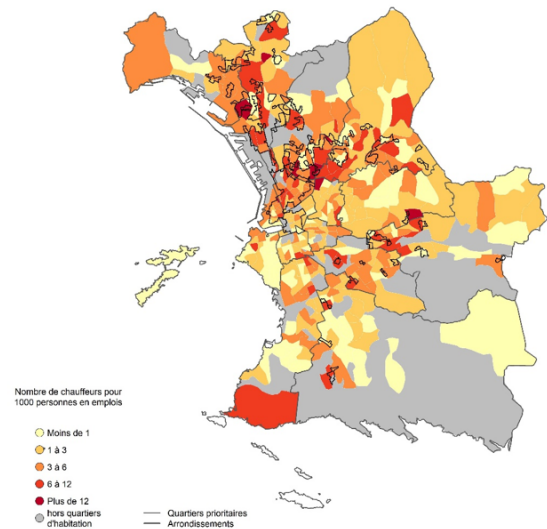 Nombre de chauffeurs pour
1000 personnes en emplois
Moins de 1
1 à 3
3 à 6
6 à 12
Plus de 12
hors quartiers
d'habitation
Quartiers prioritaires
Arrondissements